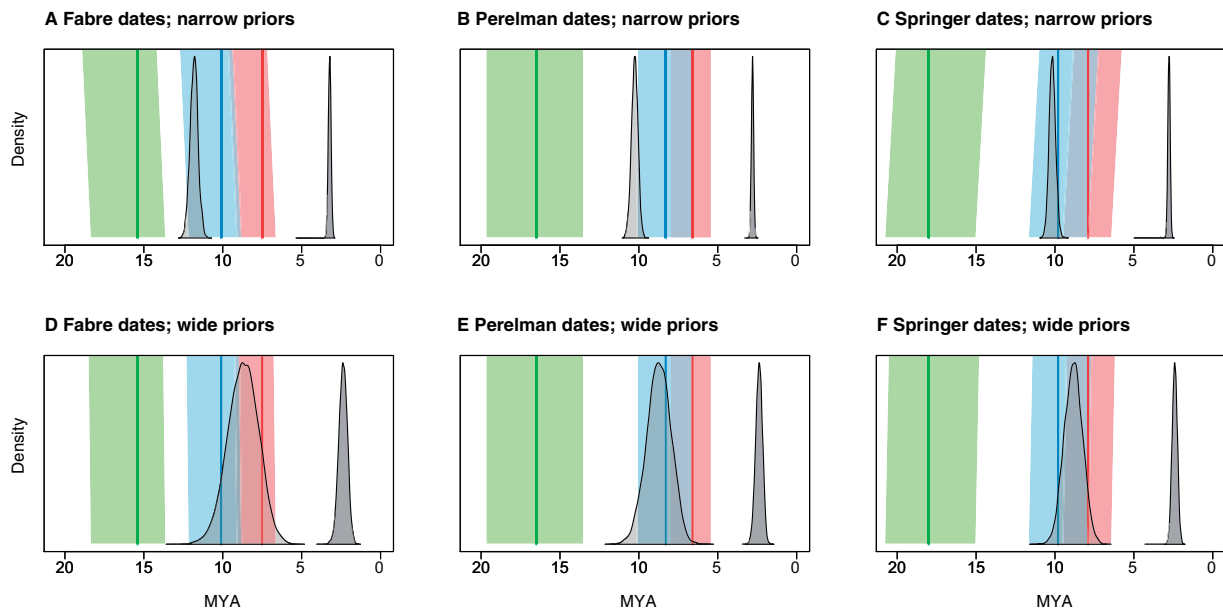 A Fabre dates; narrow priors
B Perelman dates; narrow priors
C Springer dates; narrow priors
Density
20 15 10 5 0
20 15 10 5 0
20 15 10 5 0
D Fabre dates; wide priors
E Perelman dates; wide priors
F Springer dates; wide priors
Density
20 15 10 5 0
20 15 10 5 0
20 15 10 5 0
MYA
MYA
MYA